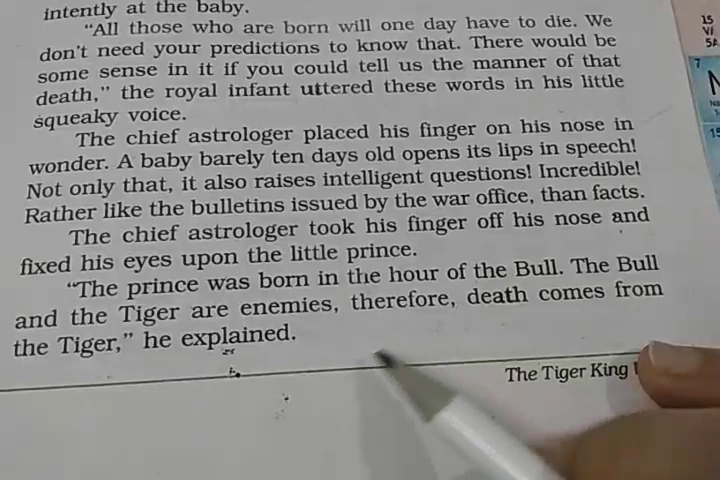 intently at the baby.
“All those who are born will one day have to die. We
don’t need your predictions to know that. There would be
some sense in it if you could tell us the manner of that
death,” the royal infant uttered these words in his little
squeaky voice.
The chief astrologer placed his finger on his nose in
wonder. A baby barely ten days old opens its lips in speech!
Not only that, it also raises intelligent questions! Incredible!
Rather like the bulletins issued by the war office, than facts.
The chief astrologer took his finger off his nose and
fixed his eyes upon the little prince.
“The prince was born in the hour of the Bull. The Bull
and the Tiger are enemies, therefore, death comes from
the Tiger,” he explained.
The Tiger King
15
7
N
15